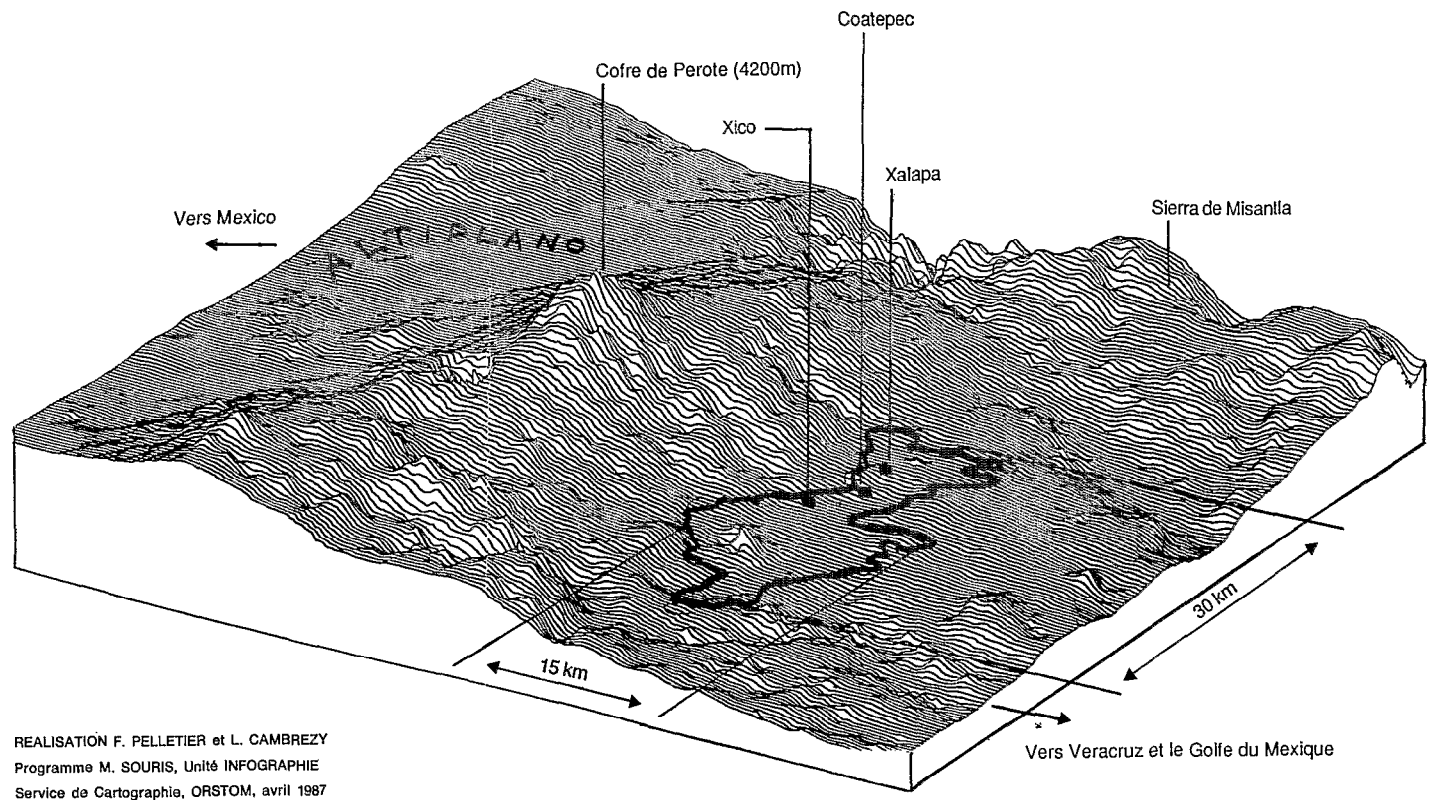 Coatepec
Cofre de Perote (4200m)
Xico
Xalapa
Sierra de Misantla
Vers Mexico
ALTIPLANO
30 km
15 km
Vers Veracruz et le Golfe du Mexique
REALISATION F. PELLETIER et L. CAMBREZY
Programme M. SOURIS, Unité INFOGRAPHIE
Service de Cartographie, ORSTOM, avril 1987